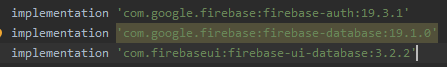 implementation 'com.google.firebase:firebase-auth:19.3.1'
implementation 'com.google.firebase:firebase-database:19.1.0'
implementation 'com.firebaseui:firebase-ui-database:3.2.2'